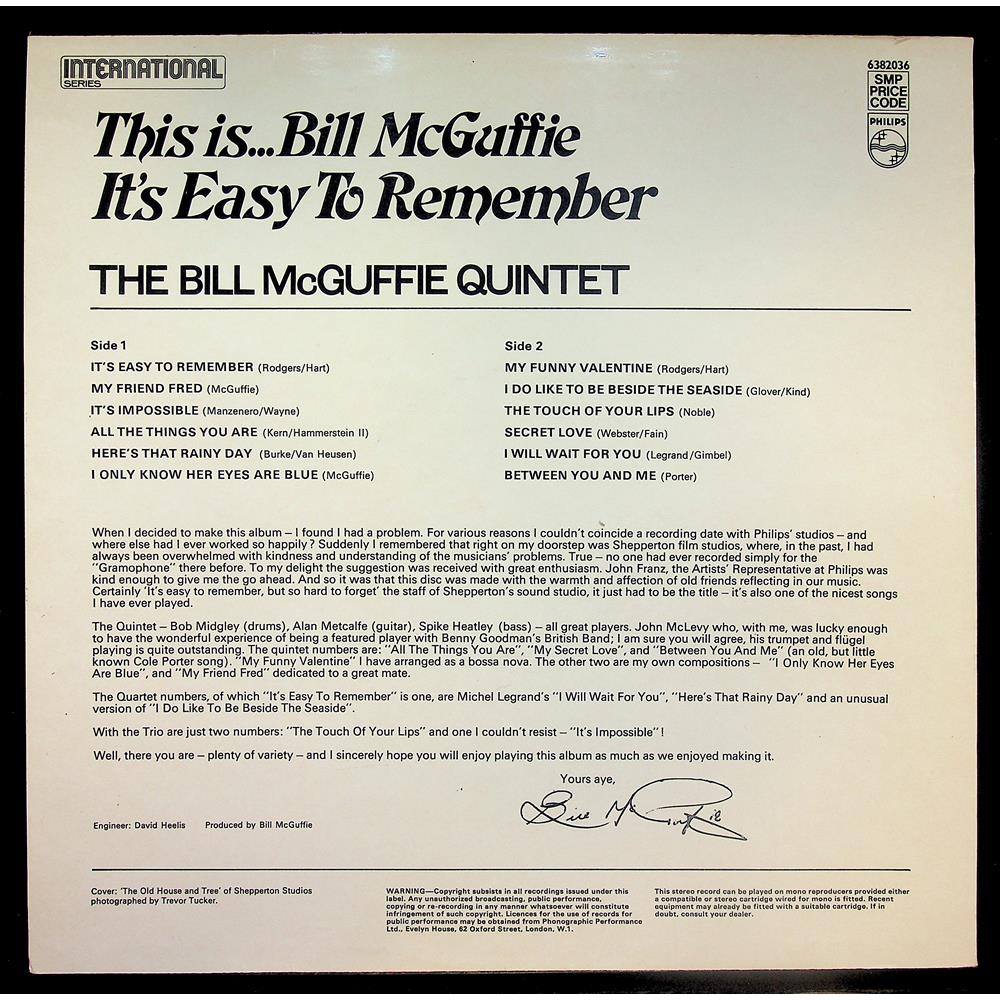 INTERNATIONAL
SERIES
6382036
SMP
PRICE
CODE
PHILIPS
This is...Bill McGuffie
It's Easy To Remember
THE BILL McGUFFIE QUINTET
Side 1
IT'S EASY TO REMEMBER (Rodgers/Hart)
MY FRIEND FRED (McGuffie)
IT'S IMPOSSIBLE (Manzenero/Wayne)
ALL THE THINGS YOU ARE (Kern/Hammerstein II)
HERE'S THAT RAINY DAY (Burke/Van Heusen)
I ONLY KNOW HER EYES ARE BLUE (McGuffie)
Side 2
MY FUNNY VALENTINE (Rodgers/Hart)
I DO LIKE TO BE BESIDE THE SEASIDE (Glover/Kind)
THE TOUCH OF YOUR LIPS (Noble)
SECRET LOVE (Webster/Fain)
I WILL WAIT FOR YOU (Legrand/Gimbel)
BETWEEN YOU AND ME (Porter)
When I decided to make this album – I found I had a problem. For various reasons I couldn't coincide a recording date with Philips' studios – and
where else had I ever worked so happily? Suddenly I remembered that right on my doorstep was Shepperton film studios, where, in the past, I had
always been overwhelmed with kindness and understanding of the musicians' problems. True – no one had ever recorded simply for the
"Gramophone" there before. To my delight the suggestion was received with great enthusiasm. John Franz, the Artists' Representative at Philips was
kind enough to give me the go ahead. And so it was that this disc was made with the warmth and affection of old friends reflecting in our music.
Certainly 'It's easy to remember, but so hard to forget' the staff of Shepperton's sound studio, it just had to be the title – it's also one of the nicest songs
I have ever played.
The Quintet – Bob Midgley (drums), Alan Metcalfe (guitar), Spike Heatley (bass) – all great players. John McLevy who, with me, was lucky enough
to have the wonderful experience of being a featured player with Benny Goodman's British Band; I am sure you will agree, his trumpet and flügel
playing is quite outstanding. The quintet numbers are: "All The Things You Are", "My Secret Love", and "Between You And Me" (an old, but little
known Cole Porter song). "My Funny Valentine" I have arranged as a bossa nova. The other two are my own compositions – "I Only Know Her Eyes
Are Blue", and "My Friend Fred" dedicated to a great mate.
The Quartet numbers, of which "It's Easy To Remember" is one, are Michel Legrand's "I Will Wait For You", "Here's That Rainy Day" and an unusual
version of "I Do Like To Be Beside The Seaside".
With the Trio are just two numbers: "The Touch Of Your Lips" and one I couldn't resist – "It's Impossible"!
Well, there you are – plenty of variety – and I sincerely hope you will enjoy playing this album as much as we enjoyed making it.
Yours aye,
Bill McGuffie
Engineer: David Heelis Produced by Bill McGuffie
Cover: 'The Old House and Tree' of Shepperton Studios
photographed by Trevor Tucker.
WARNING—Copyright subsists in all recordings issued under this
label. Any unauthorized broadcasting, public performance,
copying or re-recording in any manner whatsoever will constitute
infringement of such copyright. Licences for the use of records for
public performance may be obtained from Phonographic Performance
Ltd., Evelyn House, 62 Oxford Street, London, W.1.
This stereo record can be played on mono reproducers provided either
a compatible or stereo cartridge wired for mono is fitted. Recent
equipment may already be fitted with a suitable cartridge. If in
doubt, consult your dealer.